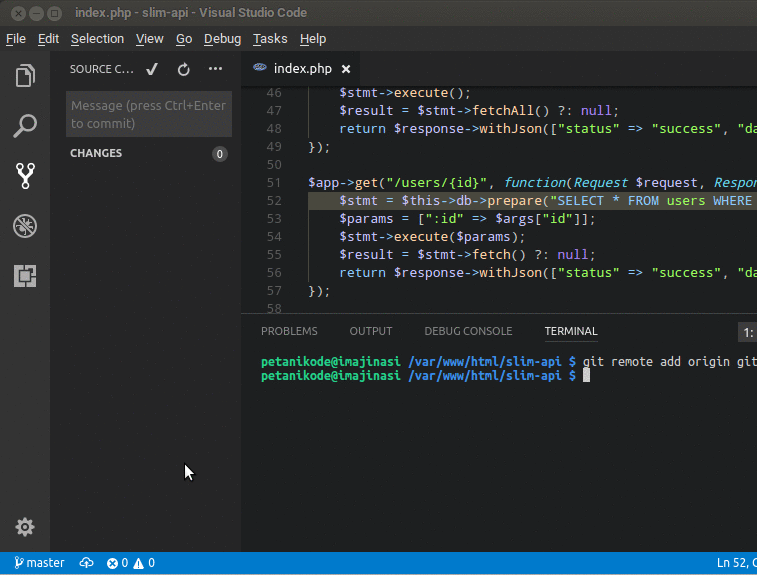 index.php - slim-api - Visual Studio Code
File Edit Selection View Go Debug Tasks Help
SOURCE C...
index.php
Message (press Ctrl+Enter
to commit)
CHANGES 0
46 $stmt->execute();
47 $result = $stmt->fetchAll() ?: null;
48 return $response->withJson(["status" => "success", "da
49 });
50
51 $app->get("/users/{id}", function(Request $request, Respon
52 $stmt = $this->db->prepare("SELECT * FROM users WHERE
53 $params = [":id" => $args["id"]];
54 $stmt->execute($params);
55 $result = $stmt->fetch() ?: null;
56 return $response->withJson(["status" => "success", "da
57 });
58
PROBLEMS OUTPUT DEBUG CONSOLE TERMINAL 1:
petanikode@imajinasi /var/www/html/slim-api $ git remote add origin git
petanikode@imajinasi /var/www/html/slim-api $
master 0 0 Ln 52, C